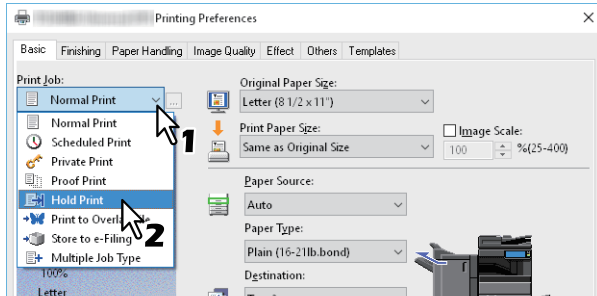 Printing Preferences
Basic Finishing Paper Handling Image Quality Effect Others Templates
Print Job:
Normal Print
...
Normal Print
Scheduled Print
Private Print
Proof Print
Hold Print
Print to
Store to e-Filing
Multiple Job Type
100%
Letter
1
2
Original Paper Size:
Letter (8 1/2 x 11")
Print Paper Size:
Same as Original Size
Image Scale:
100 %(25-400)
Paper Source:
Auto
Paper Type:
Plain (16-21lb.bond)
Destination: